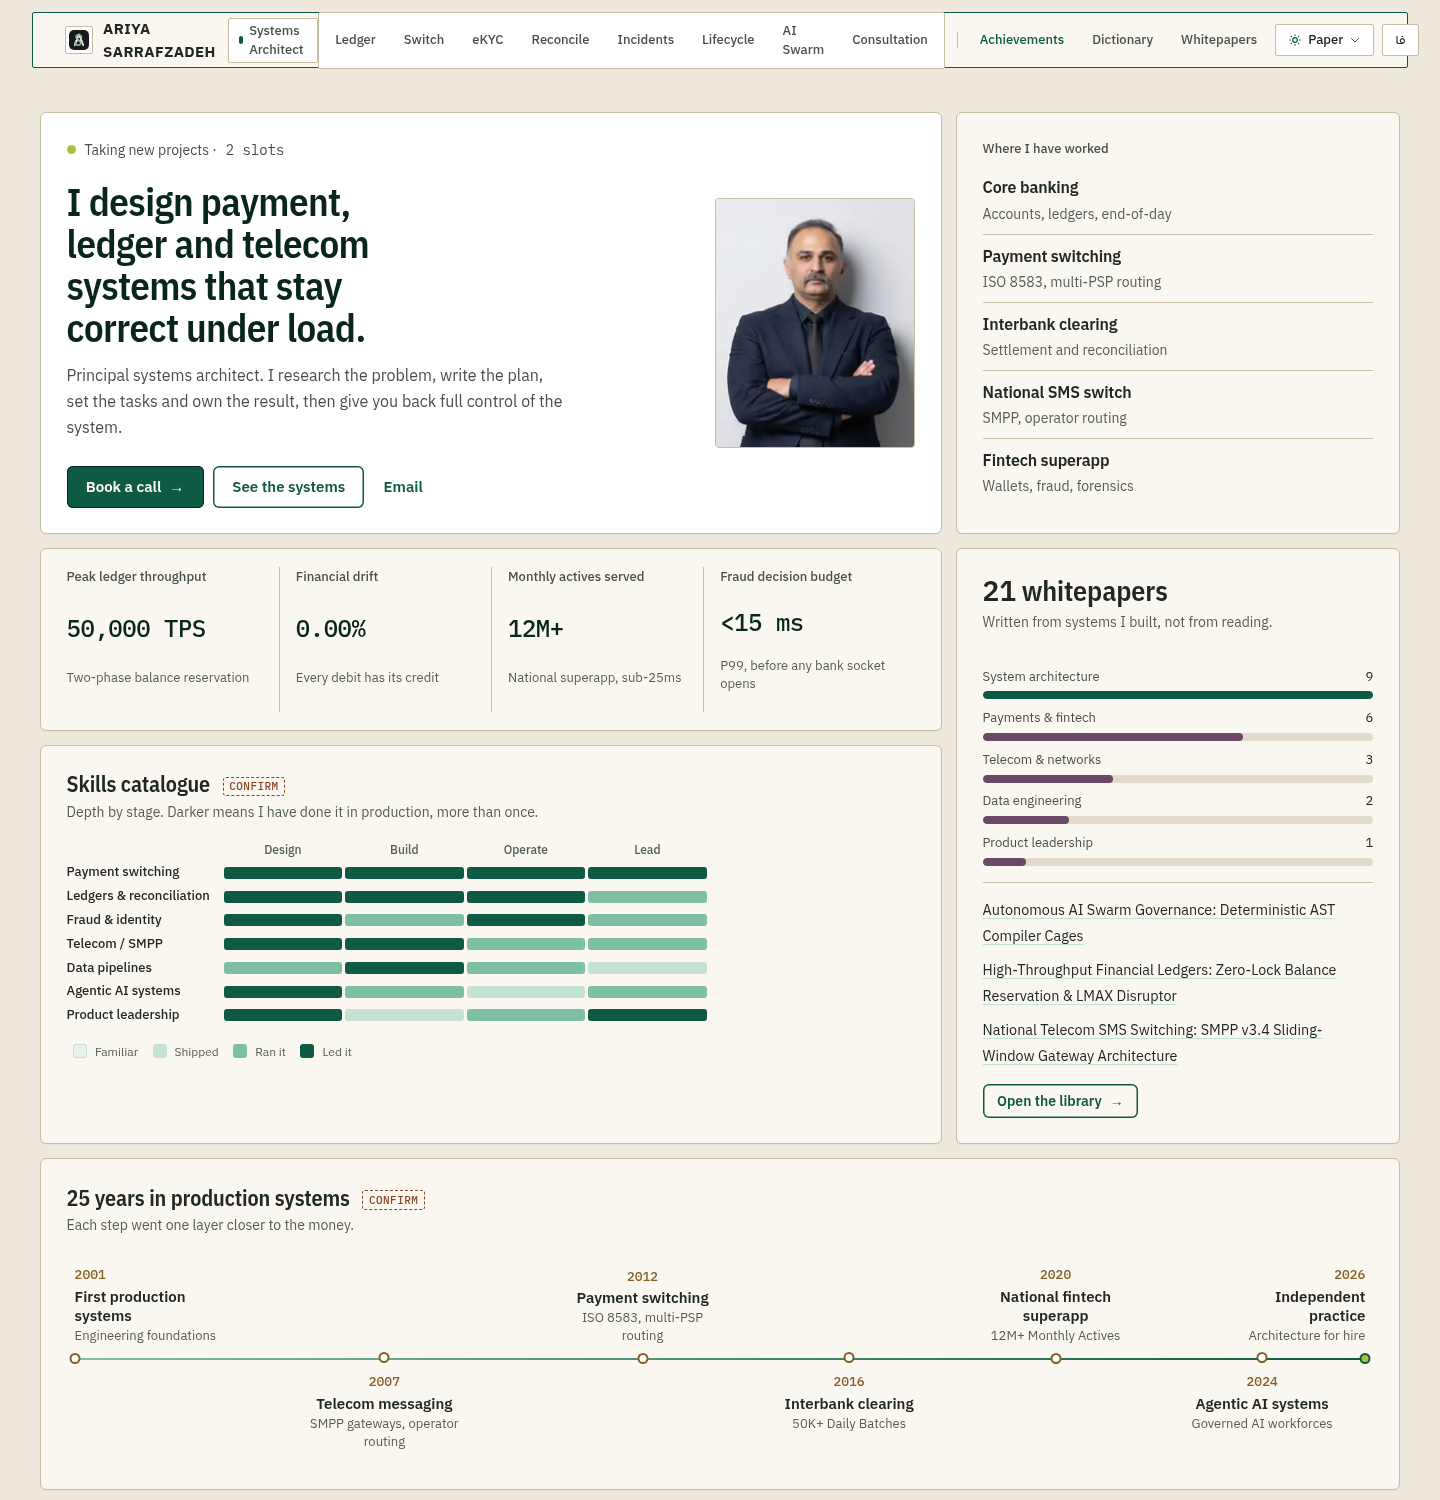 ARIYA
SARRAFZADEH
Systems
Architect
Ledger
Switch
eKYC
Reconcile
Incidents
Lifecycle
AI
Swarm
Consultation
Achievements
Dictionary
Whitepapers
Paper
فا
Taking new projects · 2 slots
I design payment,
ledger and telecom
systems that stay
correct under load.
Principal systems architect. I research the problem, write the plan,
set the tasks and own the result, then give you back full control of the
system.
Book a call →
See the systems
Email
Where I have worked
Core banking
Accounts, ledgers, end-of-day
Payment switching
ISO 8583, multi-PSP routing
Interbank clearing
Settlement and reconciliation
National SMS switch
SMPP, operator routing
Fintech superapp
Wallets, fraud, forensics
Peak ledger throughput
50,000 TPS
Two-phase balance reservation
Financial drift
0.00%
Every debit has its credit
Monthly actives served
12M+
National superapp, sub-25ms
Fraud decision budget
<15 ms
P99, before any bank socket
opens
21 whitepapers
Written from systems I built, not from reading.
System architecture 9
Payments & fintech 6
Telecom & networks 3
Data engineering 2
Product leadership 1
Autonomous AI Swarm Governance: Deterministic AST
Compiler Cages
High-Throughput Financial Ledgers: Zero-Lock Balance
Reservation & LMAX Disruptor
National Telecom SMS Switching: SMPP v3.4 Sliding-
Window Gateway Architecture
Open the library →
Skills catalogue CONFIRM
Depth by stage. Darker means I have done it in production, more than once.
Design Build Operate Lead
Payment switching
Ledgers & reconciliation
Fraud & identity
Telecom / SMPP
Data pipelines
Agentic AI systems
Product leadership
Familiar Shipped Ran it Led it
25 years in production systems CONFIRM
Each step went one layer closer to the money.
2001
First production
systems
Engineering foundations
2007
Telecom messaging
SMPP gateways, operator
routing
2012
Payment switching
ISO 8583, multi-PSP
routing
2016
Interbank clearing
50K+ Daily Batches
2020
National fintech
superapp
12M+ Monthly Actives
2024
Agentic AI systems
Governed AI workforces
2026
Independent
practice
Architecture for hire